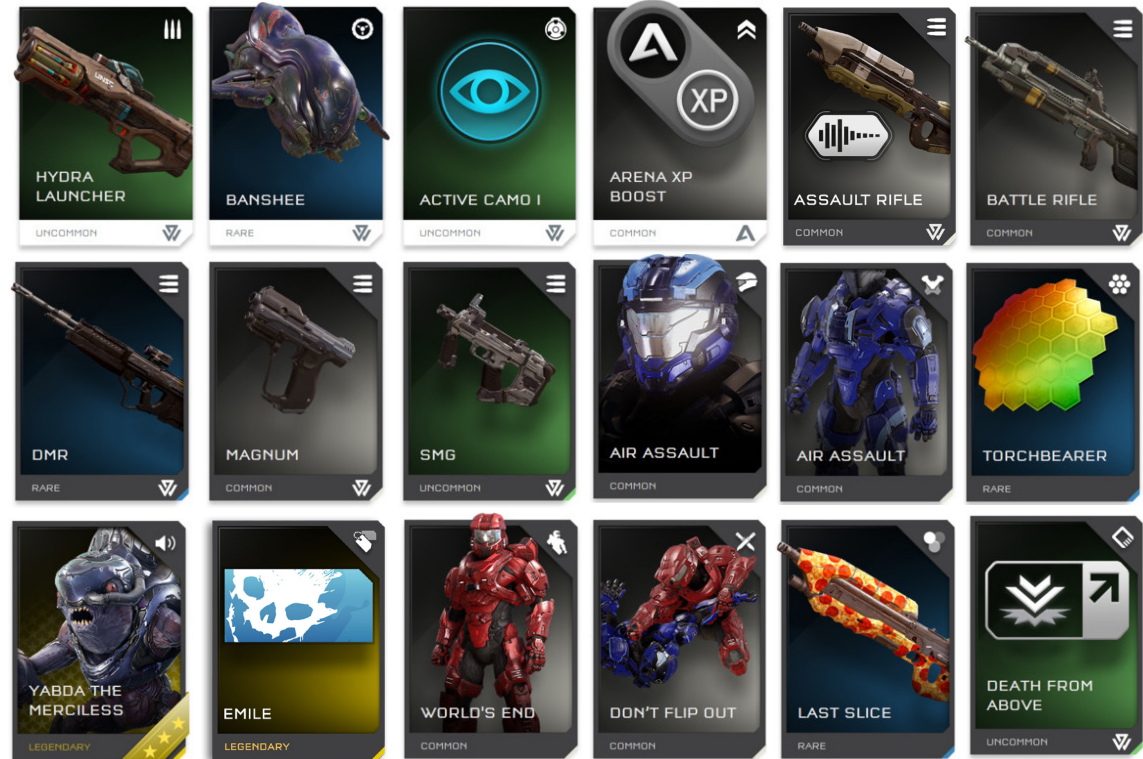 UNSC
HYDRA
LAUNCHER
UNCOMMON
BANSHEE
RARE
ACTIVE CAMO I
UNCOMMON
XP
ARENA XP
BOOST
COMMON
ASSAULT RIFLE
COMMON
BATTLE RIFLE
COMMON
DMR
RARE
MAGNUM
COMMON
SMG
UNCOMMON
AIR ASSAULT
COMMON
AIR ASSAULT
COMMON
TORCHBEARER
RARE
YABDA THE
MERCILESS
LEGENDARY
EMILE
LEGENDARY
WORLD'S END
COMMON
DON'T FLIP OUT
COMMON
LAST SLICE
RARE
DEATH FROM
ABOVE
UNCOMMON